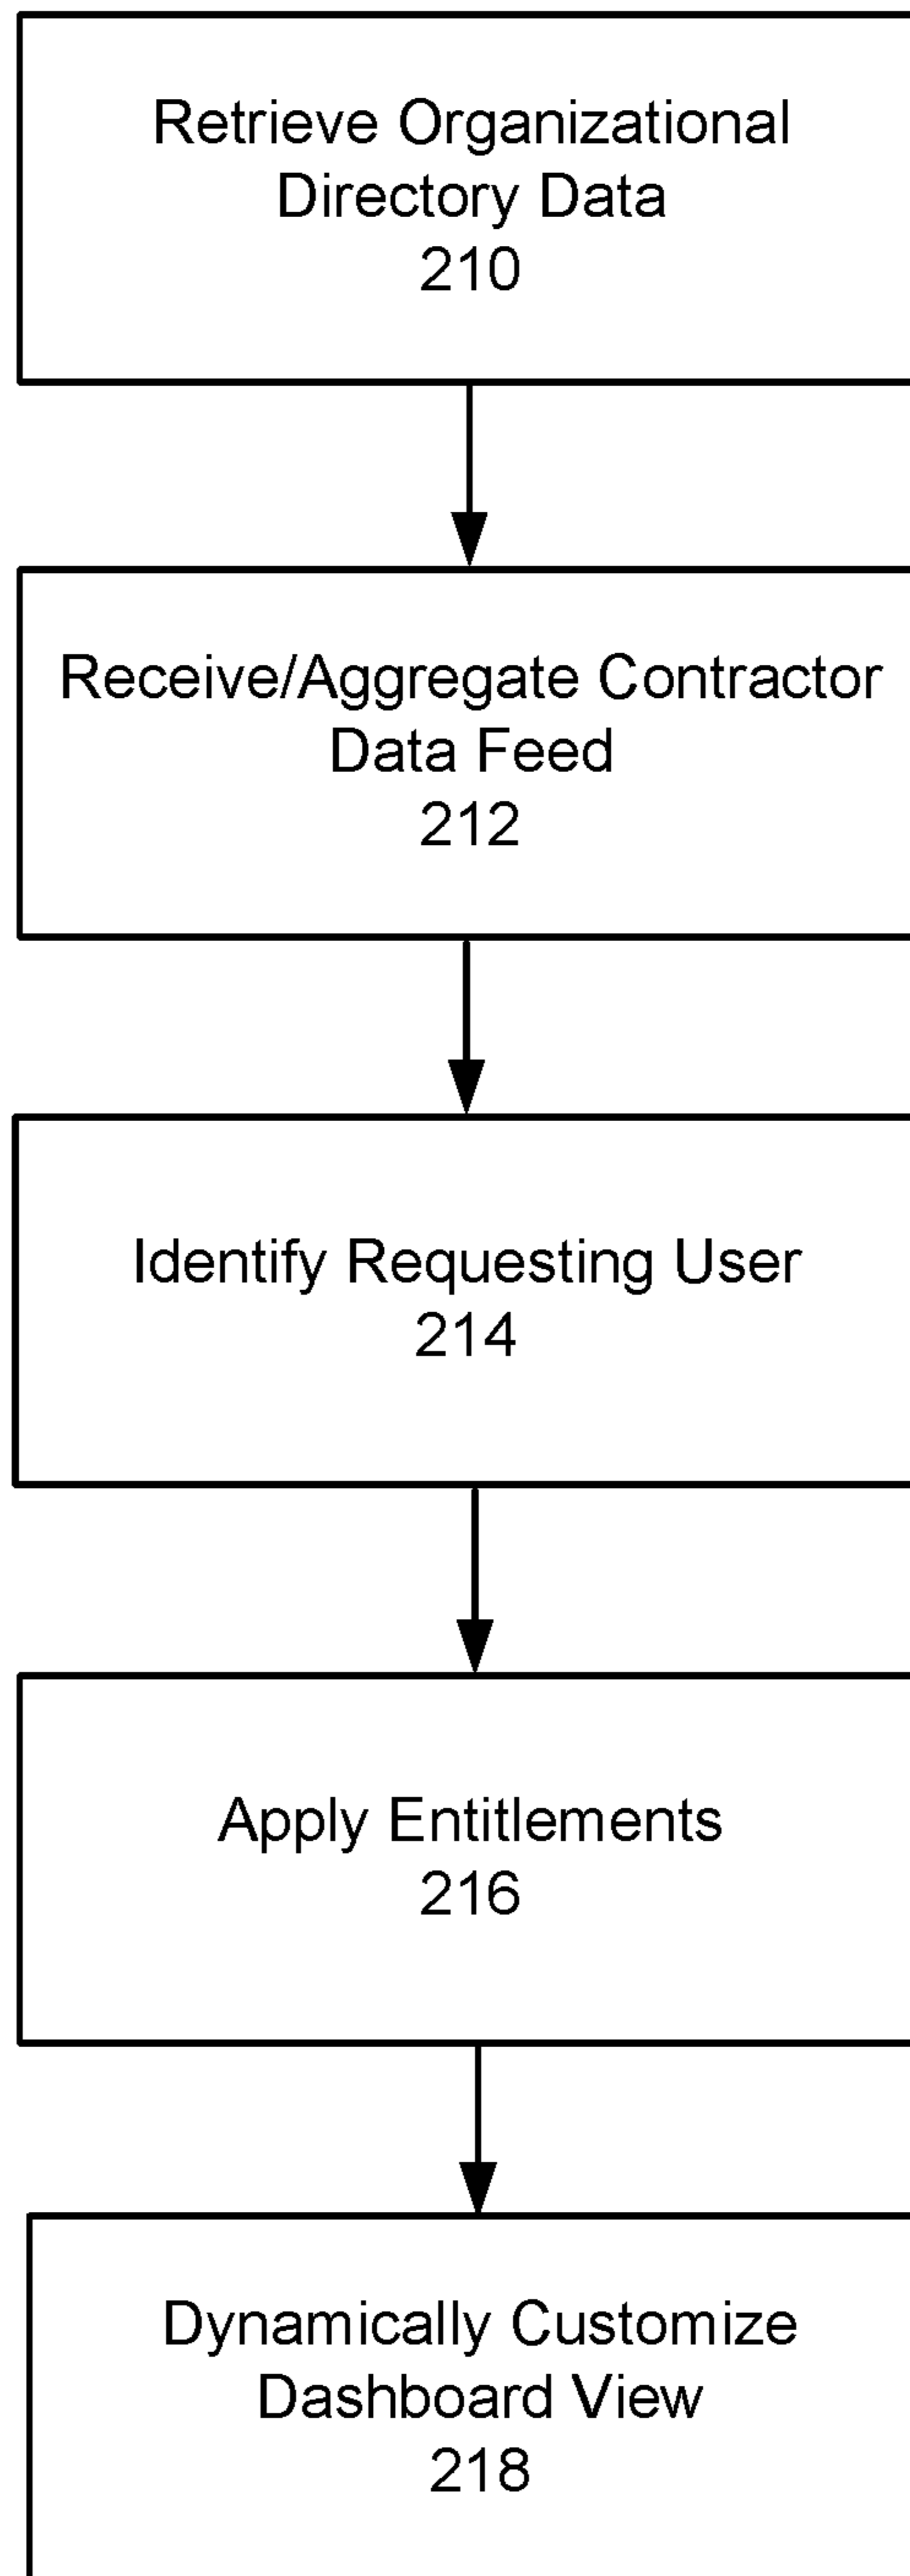 Retrieve Organizational
Directory Data
210
Receive/Aggregate Contractor
Data Feed
212
Identify Requesting User
214
Apply Entitlements
216
Dynamically Customize
Dashboard View
218